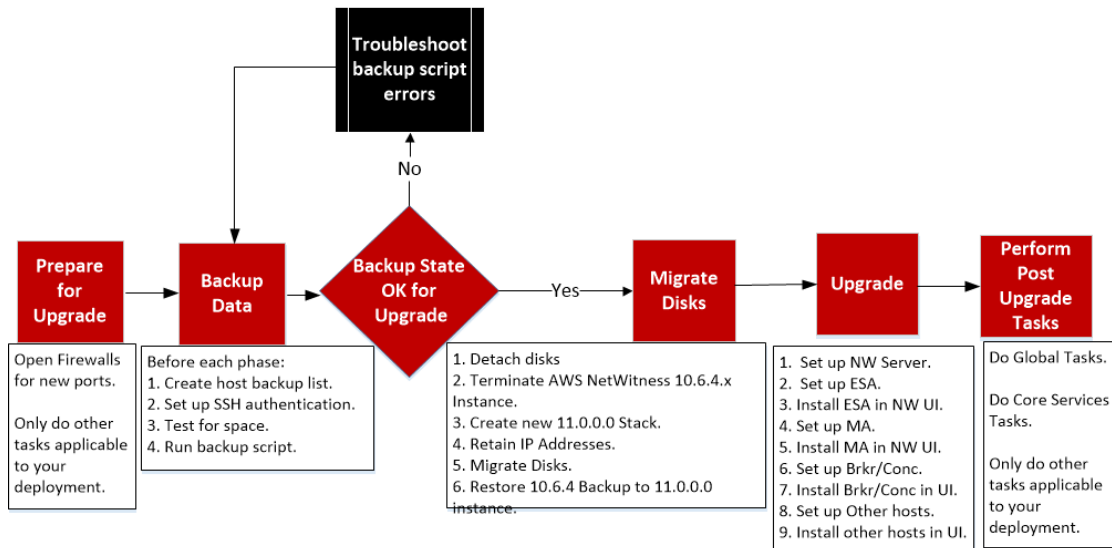 Troubleshoot
backup script
errors
No
Prepare
for
Upgrade
Backup
Data
Backup State
OK for
Upgrade
Yes
Migrate
Disks
Upgrade
Perform
Post
Upgrade
Tasks
Open Firewalls
for new ports.
Only do other
tasks applicable
to your
deployment.
Before each phase:
1. Create host backup list.
2. Set up SSH authentication.
3. Test for space.
4. Run backup script.
1. Detach disks
2. Terminate AWS NetWitness 10.6.4.x
Instance.
3. Create new 11.0.0.0 Stack.
4. Retain IP Addresses.
5. Migrate Disks.
6. Restore 10.6.4 Backup to 11.0.0.0
instance.
1. Set up NW Server.
2. Set up ESA.
3. Install ESA in NW UI.
4. Set up MA.
5. Install MA in NW UI.
6. Set up Brkr/Conc.
7. Install Brkr/Conc in UI.
8. Set up Other hosts.
9. Install other hosts in UI.
Do Global Tasks.
Do Core Services
Tasks.
Only do other
tasks applicable
to your
deployment.